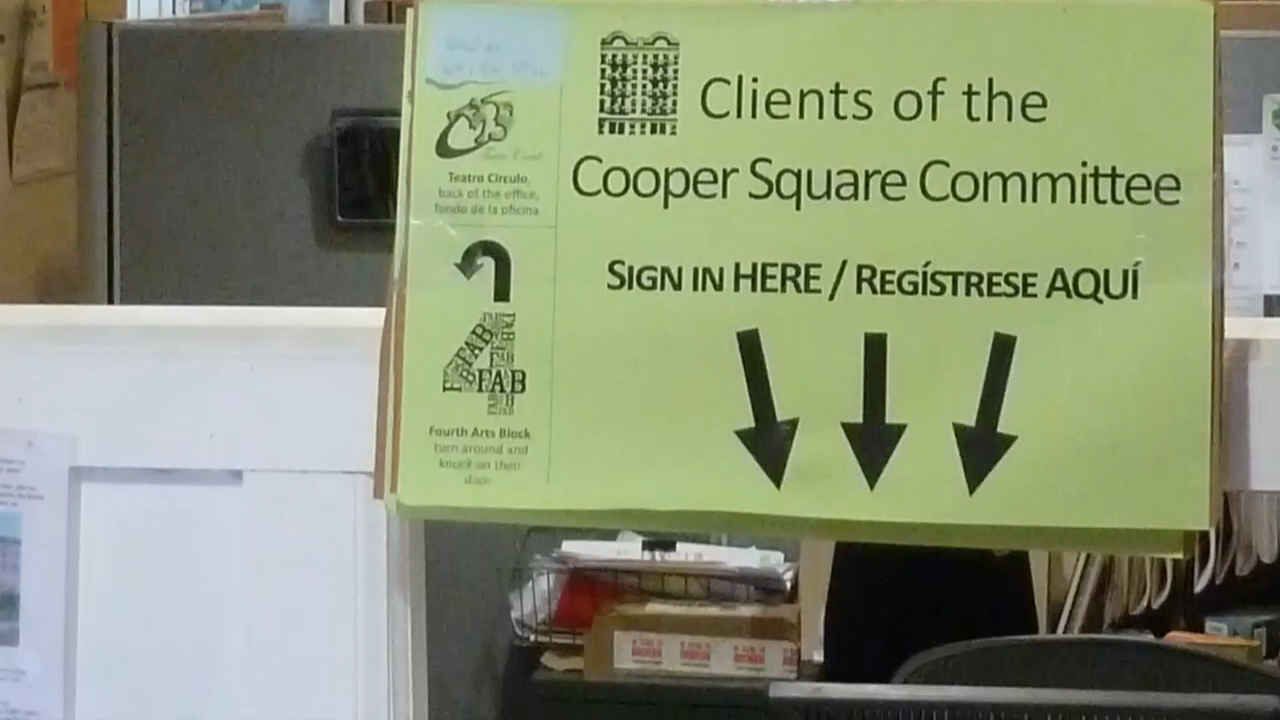 Clients of the
Cooper Square Committee
SIGN IN HERE / REGÍSTRESE AQUÍ
Teatro Circulo,
back of the office,
fondo de la oficina
FAB
FAB
Fourth Arts Block
turn around and
knock on their
door